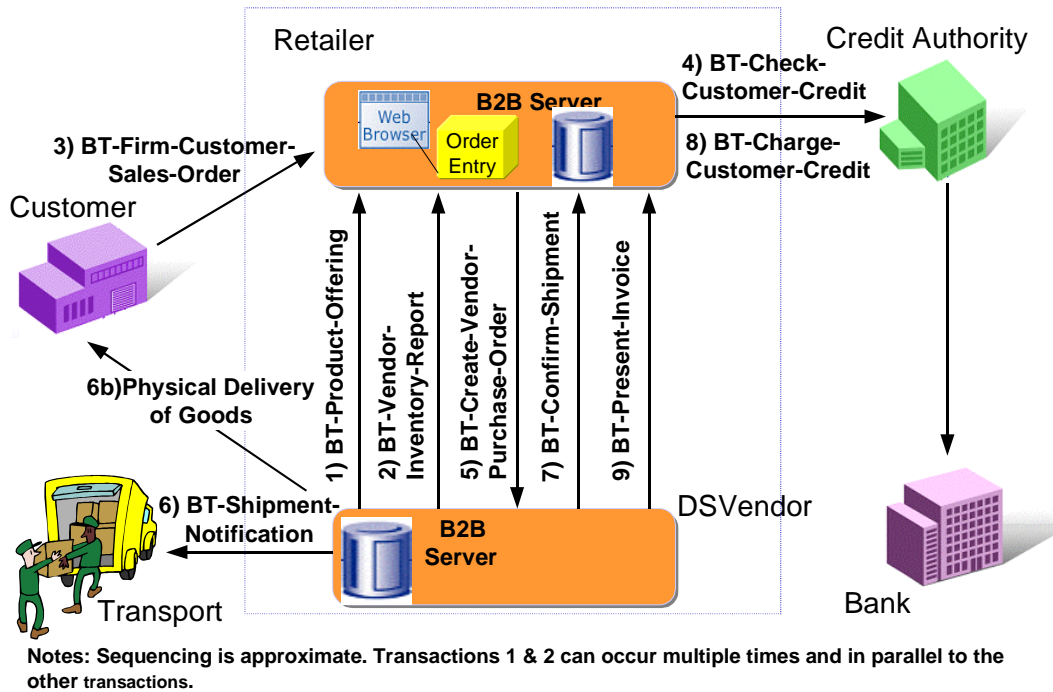 Retailer
Credit Authority
B2B Server
Web
Browser
Order
Entry
4) BT-Check-
Customer-Credit
8) BT-Charge-
Customer-Credit
3) BT-Firm-Customer-
Sales-Order
Customer
1) BT-Product-Offering
2) BT-Vendor-
Inventory-Report
5) BT-Create-Vendor-
Purchase-Order
7) BT-Confirm-Shipment
9) BT-Present-Invoice
6b)Physical Delivery
of Goods
6) BT-Shipment-
Notification
DSVendor
B2B
Server
Transport
Bank
Notes: Sequencing is approximate. Transactions 1 & 2 can occur multiple times and in parallel to the
other transactions.